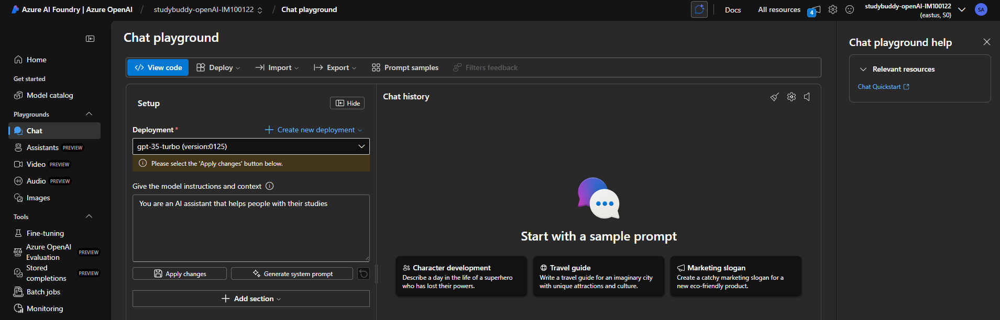 Azure AI Foundry | Azure OpenAI / studybuddy-openAI-IM100122 / Chat playground
Docs
All resources
4
studybuddy-openAI-IM100122
(eastus, S0)
SA
Home
Get started
Model catalog
Playgrounds
Chat
Assistants PREVIEW
Video PREVIEW
Audio PREVIEW
Images
Tools
Fine-tuning
Azure OpenAI
Evaluation PREVIEW
Stored
completions PREVIEW
Batch jobs
Monitoring
Chat playground
View code
Deploy
Import
Export
Prompt samples
Filters feedback
Setup
Hide
Deployment *
Create new deployment
gpt-35-turbo (version:0125)
Please select the 'Apply changes' button below.
Give the model instructions and context
You are an AI assistant that helps people with their studies
Apply changes
Generate system prompt
Add section
Chat history
Start with a sample prompt
Character development
Describe a day in the life of a superhero
who has lost their powers.
Travel guide
Write a travel guide for an imaginary city
with unique attractions and culture.
Marketing slogan
Create a catchy marketing slogan for a
new eco-friendly product.
Chat playground help
Relevant resources
Chat Quickstart